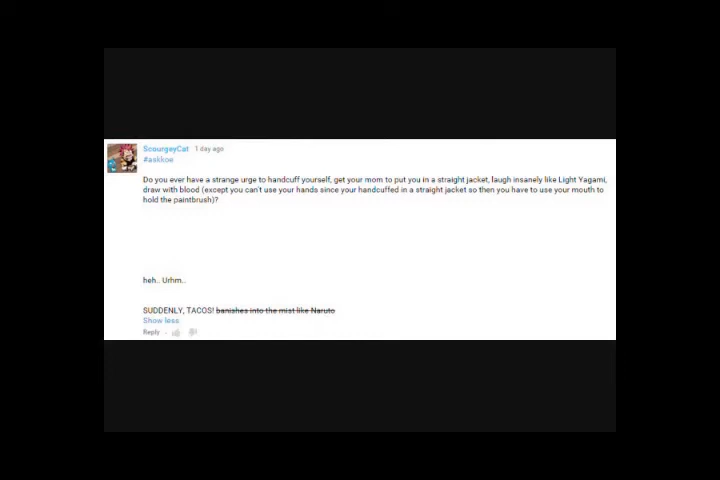 ScourgeyCat 1 day ago
#askkoe
Do you ever have a strange urge to handcuff yourself, get your mom to put you in a straight jacket, laugh insanely like Light Yagami,
draw with blood (except you can't use your hands since your handcuffed in a straight jacket so then you have to use your mouth to
hold the paintbrush)?
heh.. Urhm..
SUDDENLY, TACOS! banishes into the mist like Naruto
Show less
Reply